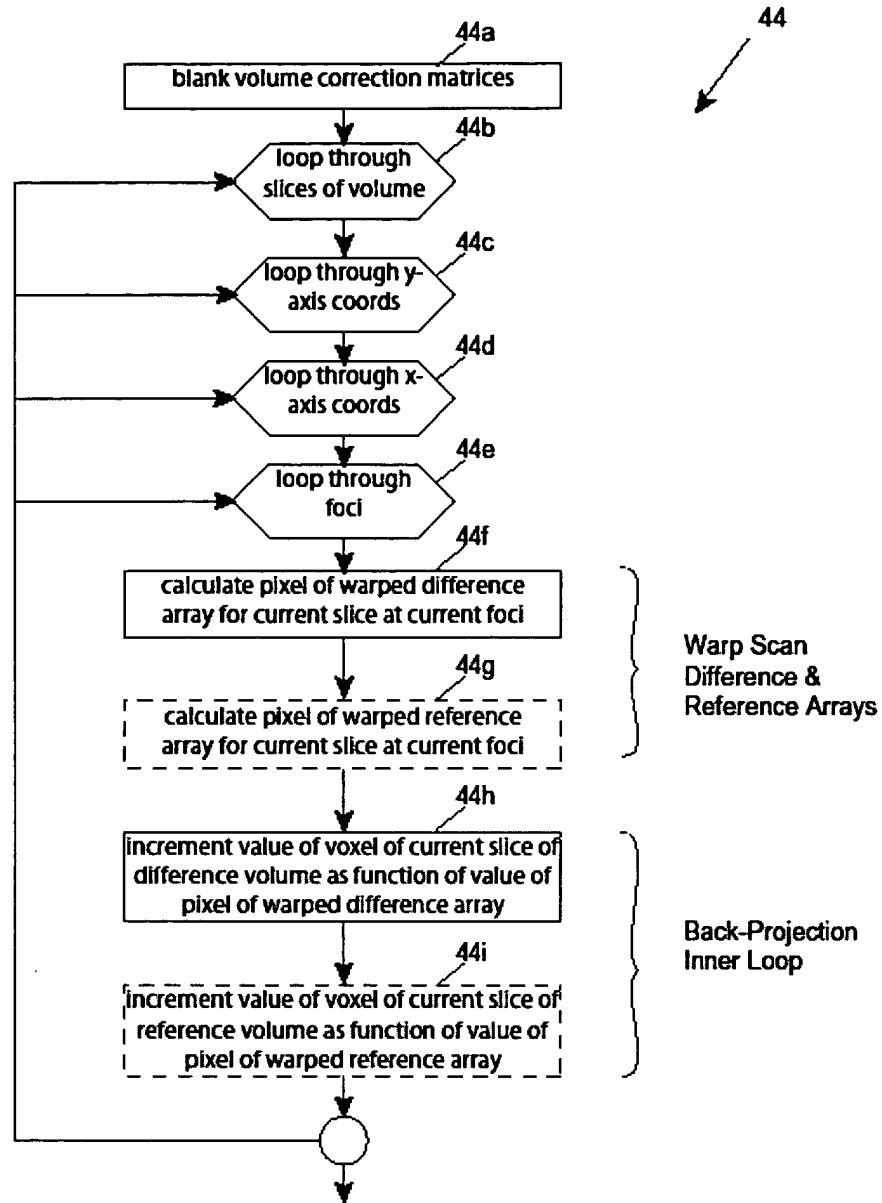 44
44a
blank volume correction matrices
44b
loop through
slices of volume
44c
loop through y-
axis coords
44d
loop through x-
axis coords
44e
loop through
foci
44f
calculate pixel of warped difference
array for current slice at current foci
Warp Scan
Difference &
Reference Arrays
44g
calculate pixel of warped reference
array for current slice at current foci
44h
increment value of voxel of current slice of
difference volume as function of value of
pixel of warped difference array
Back-Projection
Inner Loop
44i
increment value of voxel of current slice of
reference volume as function of value of
pixel of warped reference array